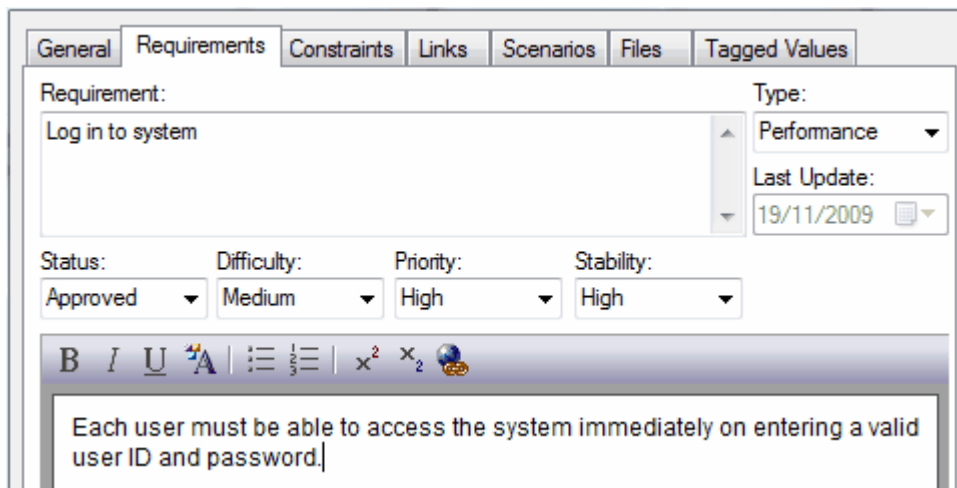 General Requirements Constraints Links Scenarios Files Tagged Values
Requirement: Type:
Log in to system Performance
Last Update:
19/11/2009
Status: Difficulty: Priority: Stability:
Approved Medium High High
B I U A x² x₂
Each user must be able to access the system immediately on entering a valid
user ID and password.